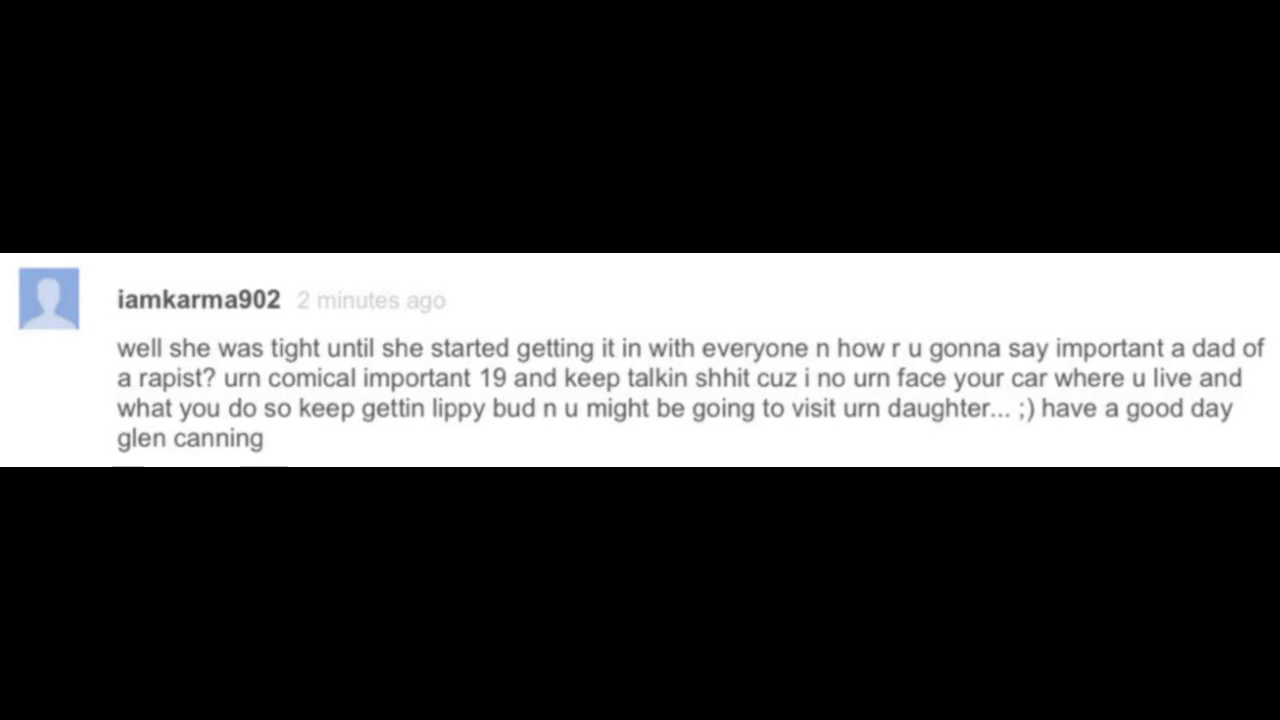 iamkarma902 2 minutes ago
well she was tight until she started getting it in with everyone n how r u gonna say important a dad of
a rapist? urn comical important 19 and keep talkin shhit cuz i no urn face your car where u live and
what you do so keep gettin lippy bud n u might be going to visit urn daughter... ;) have a good day
glen canning